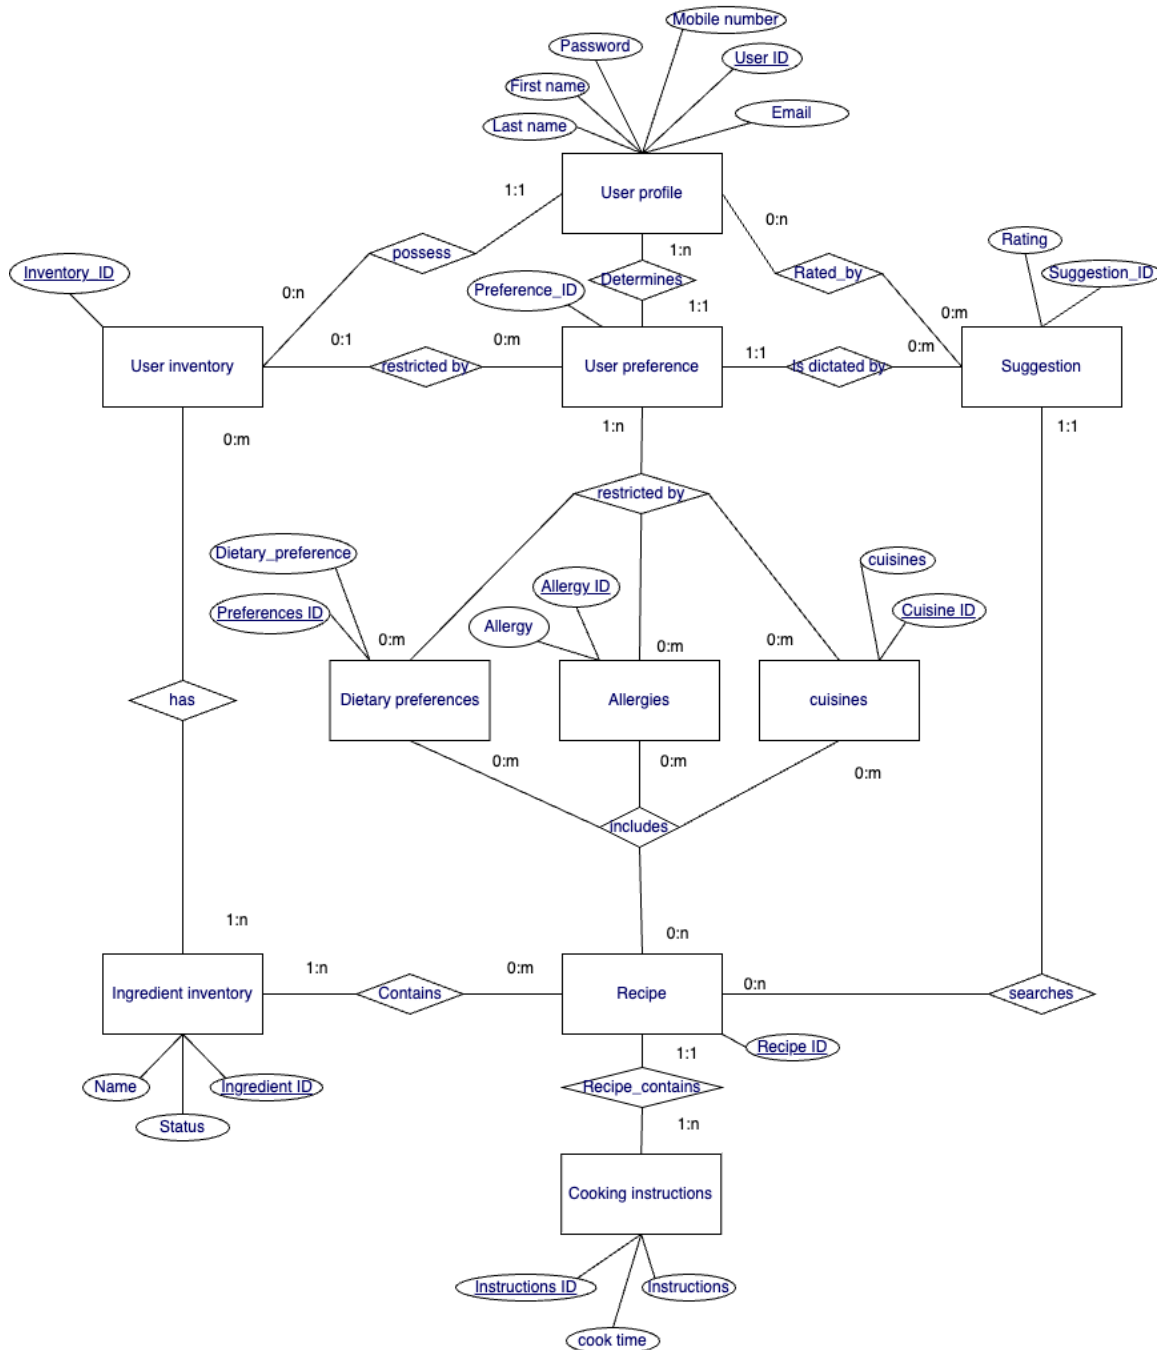 Mobile number
Password
User ID
First name
Email
Last name
1:1
User profile
0:n
possess
1:n
Rating
Inventory_ID
Determines
Rated_by
Suggestion_ID
Preference_ID
0:n
1:1
0:m
0:1
0:m
1:1
0:m
User inventory
restricted by
User preference
Is dictated by
Suggestion
0:m
1:n
1:1
restricted by
Dietary_preference
cuisines
Allergy ID
Preferences ID
Allergy
Cuisine ID
0:m
0:m
0:m
has
Dietary preferences
Allergies
cuisines
0:m
0:m
0:m
includes
1:n
0:n
1:n
0:m
0:n
Ingredient inventory
Contains
Recipe
searches
1:1
Recipe ID
Name
Ingredient ID
Recipe_contains
Status
1:n
Cooking instructions
Instructions ID
Instructions
cook time